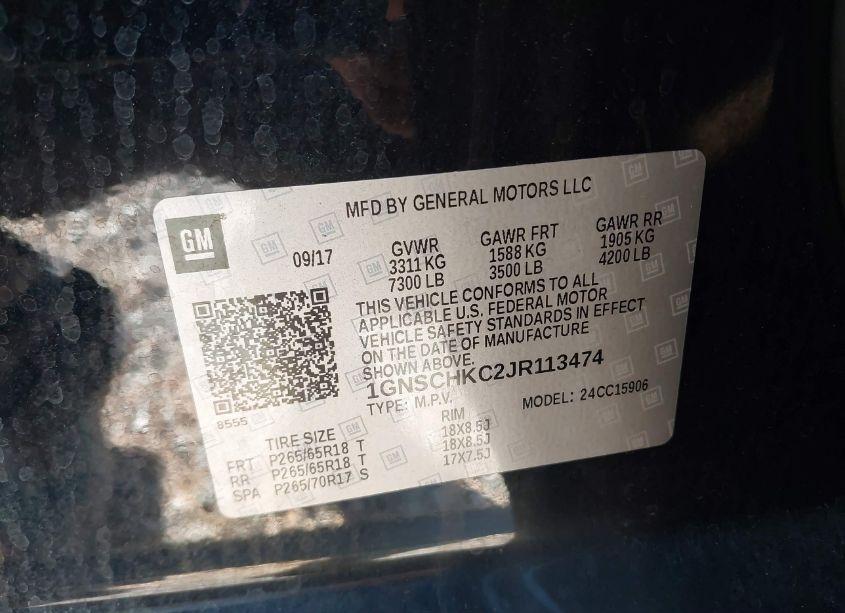 MFD BY GENERAL MOTORS LLC
GM
09/17
GVWR GAWR FRT GAWR RR
3311 KG 1588 KG 1905 KG
7300 LB 3500 LB 4200 LB
THIS VEHICLE CONFORMS TO ALL
APPLICABLE U.S. FEDERAL MOTOR
VEHICLE SAFETY STANDARDS IN EFFECT
ON THE DATE OF MANUFACTURE
SHOWN ABOVE.
1GNSCHKC2JR113474
TYPE: M.P.V. MODEL: 24CC15906
8555
TIRE SIZE RIM
FRT P265/65R18 T 18X8.5J
RR P265/65R18 T 18X8.5J
SPA P265/70R17 S 17X7.5J